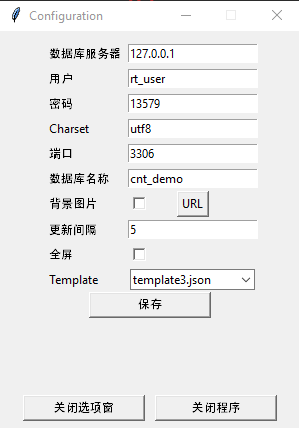 Configuration
数据库服务器 127.0.0.1
用户 rt_user
密码 13579
Charset utf8
端口 3306
数据库名称 cnt_demo
背景图片 URL
更新间隔 5
全屏
Template template3.json
保存
关闭选项窗 关闭程序